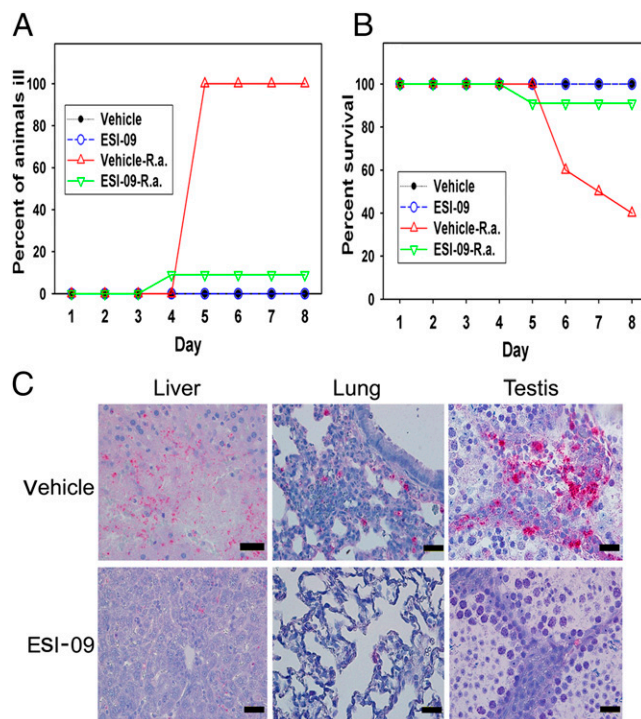 A
Percent of animals ill
100
80
60
40
20
0
Vehicle
ESI-09
Vehicle-R.a.
ESI-09-R.a.
1 2 3 4 5 6 7 8
Day
B
Percent survival
100
80
60
40
20
0
Vehicle
ESI-09
Vehicle-R.a.
ESI-09-R.a.
1 2 3 4 5 6 7 8
Day
C
Liver Lung Testis
Vehicle
ESI-09